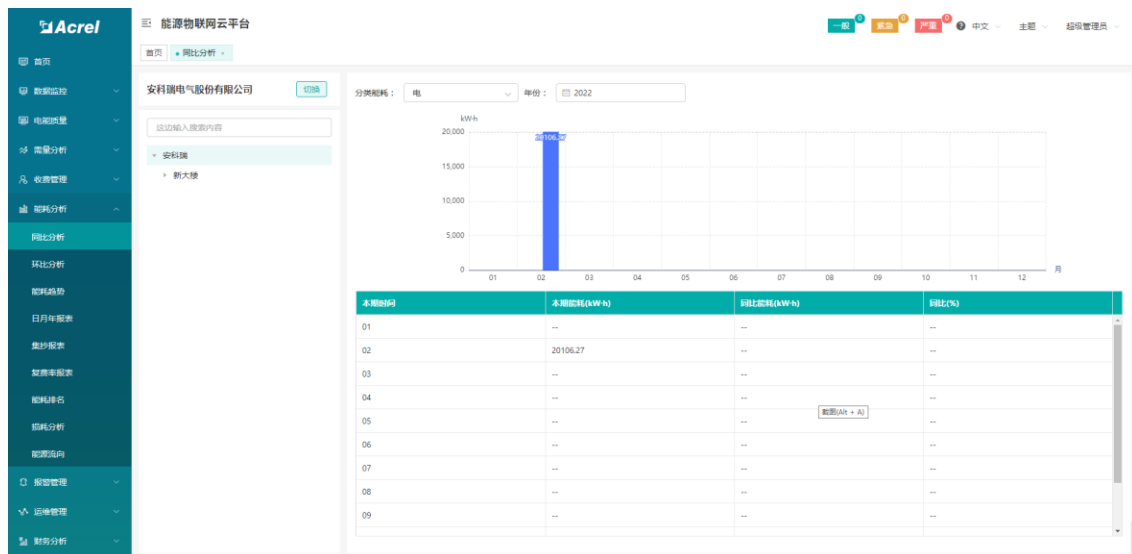 Acrel
能源物联网云平台
一般 0 紧急 0 严重 0 中文 主题 超级管理员
首页 同比分析 ×
首页
数据监控
电能质量
需量分析
收费管理
能耗分析
同比分析
环比分析
能耗趋势
日月年报表
集抄报表
复费率报表
能耗排名
损耗分析
能源流向
报警管理
运维管理
财务分析
安科瑞电气股份有限公司 切换
这边输入搜索内容
安科瑞
新大楼
分类能耗： 电 年份： 2022
kW·h
20,000
15,000
10,000
5,000
0
20106.27
01 02 03 04 05 06 07 08 09 10 11 12 月
本期时间 本期能耗(kW·h) 同比能耗(kW·h) 同比(%)
01 -- -- --
02 20106.27 -- --
03 -- -- --
04 -- -- --
截图(Alt + A)
05 -- -- --
06 -- -- --
07 -- -- --
08 -- -- --
09 -- -- --